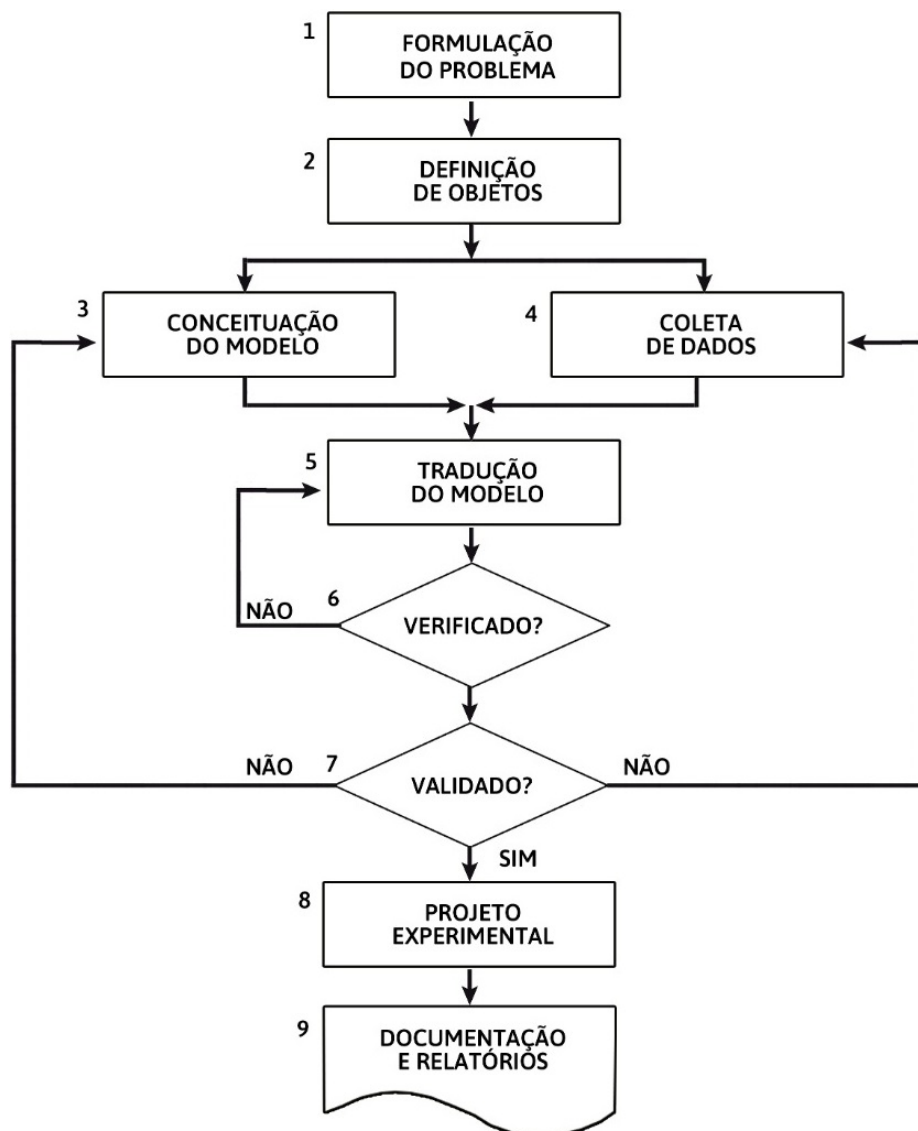 1
FORMULAÇÃO
DO PROBLEMA
2
DEFINIÇÃO
DE OBJETOS
3
CONCEITUAÇÃO
DO MODELO
4
COLETA
DE DADOS
5
TRADUÇÃO
DO MODELO
6
NÃO
VERIFICADO?
NÃO
7
VALIDADO?
NÃO
SIM
8
PROJETO
EXPERIMENTAL
9
DOCUMENTAÇÃO
E RELATÓRIOS